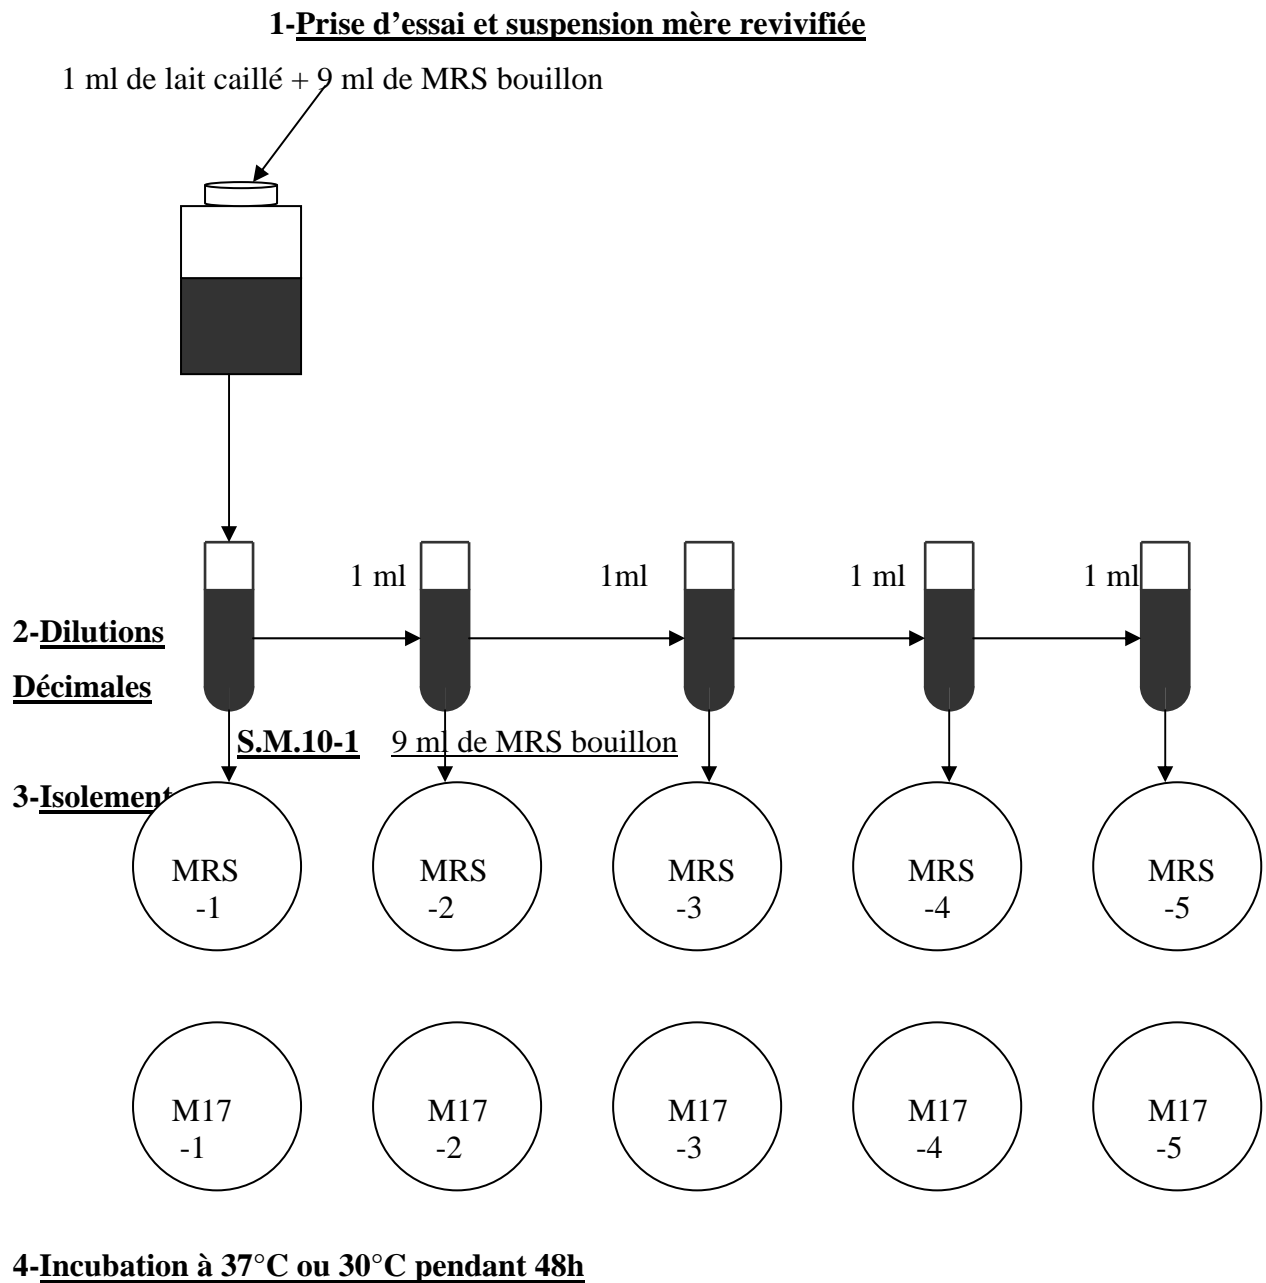 1-Prise d'essai et suspension mère revivifiée
1 ml de lait caillé + 9 ml de MRS bouillon
1 ml 1ml 1 ml 1 ml
2-Dilutions
Décimales
S.M.10-1 9 ml de MRS bouillon
3-Isolement
MRS MRS MRS MRS MRS
-1 -2 -3 -4 -5
M17 M17 M17 M17 M17
-1 -2 -3 -4 -5
4-Incubation à 37°C ou 30°C pendant 48h